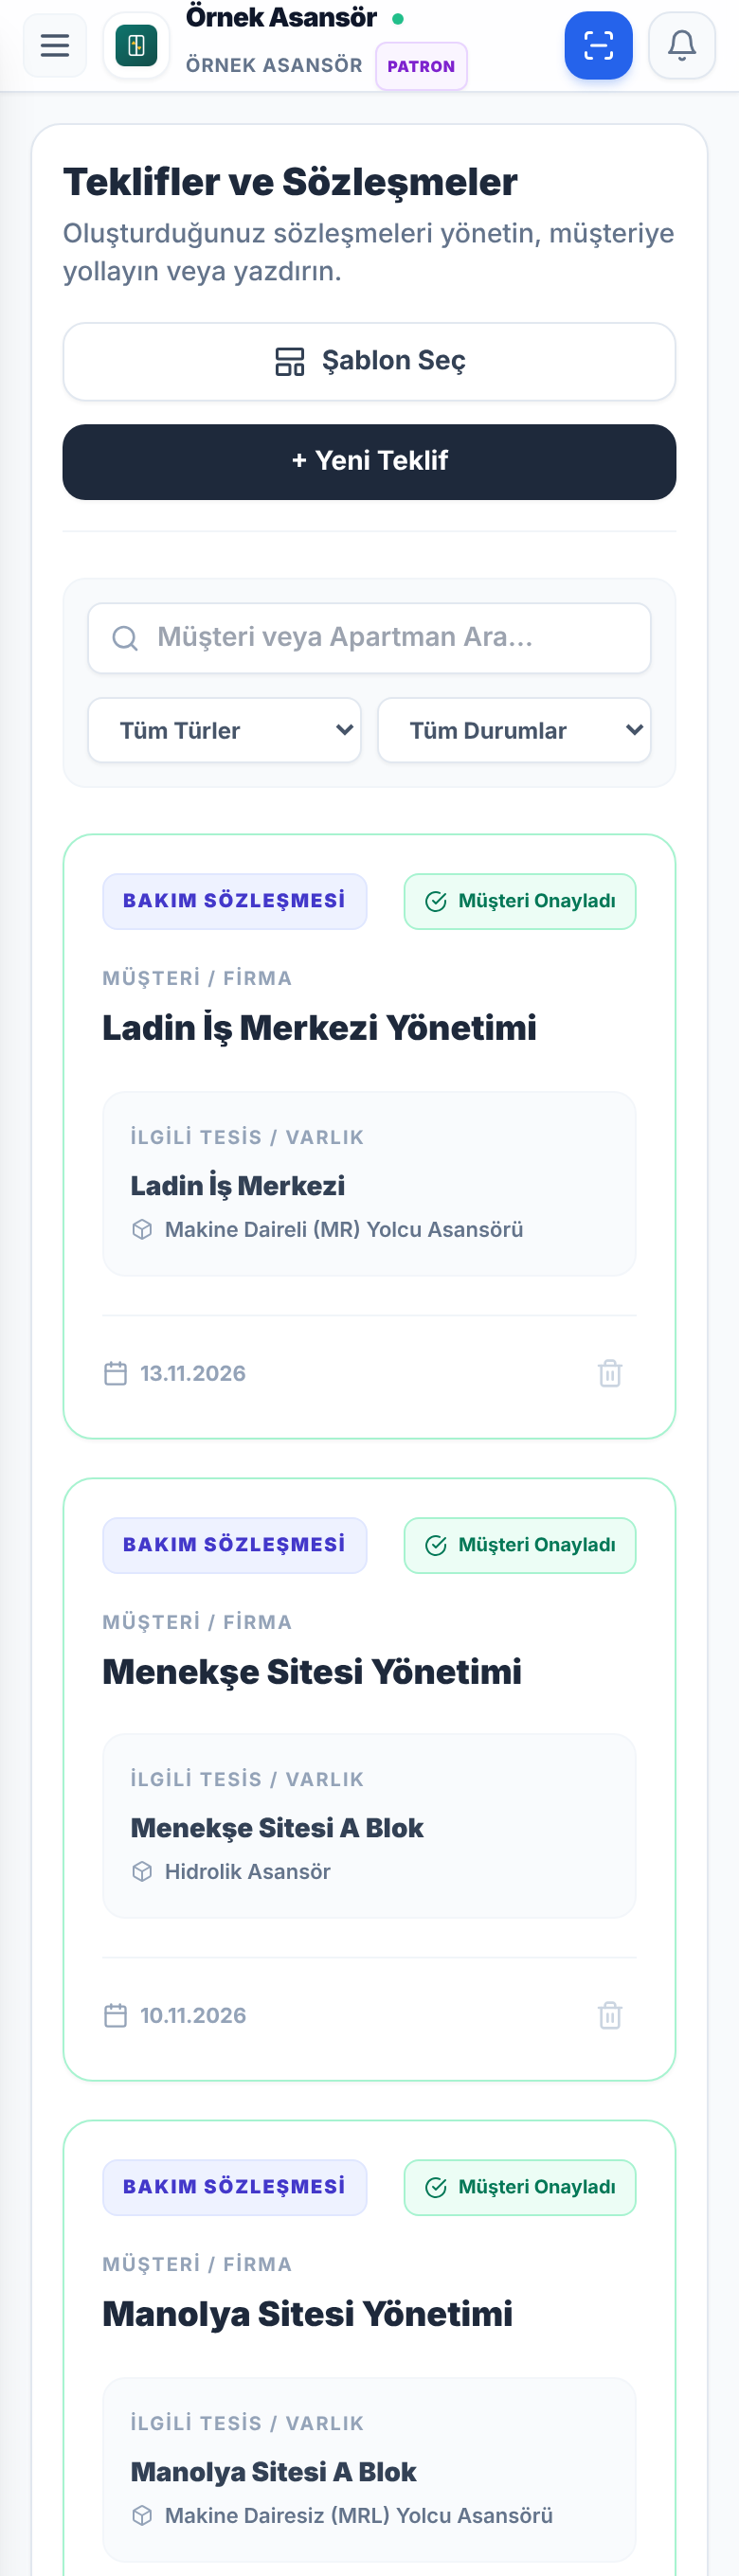 Örnek Asansör
ÖRNEK ASANSÖR
PATRON
Teklifler ve Sözleşmeler
Oluşturduğunuz sözleşmeleri yönetin, müşteriye
yollayın veya yazdırın.
Şablon Seç
+ Yeni Teklif
Müşteri veya Apartman Ara...
Tüm Türler
Tüm Durumlar
BAKIM SÖZLEŞMESİ
Müşteri Onayladı
MÜŞTERİ / FİRMA
Ladin İş Merkezi Yönetimi
İLGİLİ TESİS / VARLIK
Ladin İş Merkezi
Makine Daireli (MR) Yolcu Asansörü
13.11.2026
BAKIM SÖZLEŞMESİ
Müşteri Onayladı
MÜŞTERİ / FİRMA
Menekşe Sitesi Yönetimi
İLGİLİ TESİS / VARLIK
Menekşe Sitesi A Blok
Hidrolik Asansör
10.11.2026
BAKIM SÖZLEŞMESİ
Müşteri Onayladı
MÜŞTERİ / FİRMA
Manolya Sitesi Yönetimi
İLGİLİ TESİS / VARLIK
Manolya Sitesi A Blok
Makine Dairesiz (MRL) Yolcu Asansörü